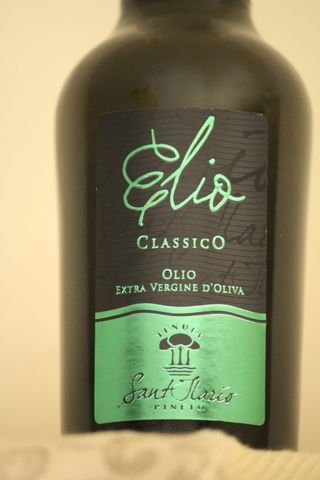 Elio
CLASSICO
OLIO
EXTRA VERGINE D'OLIVA
TENUTA
Sant'Ilario
PINETO